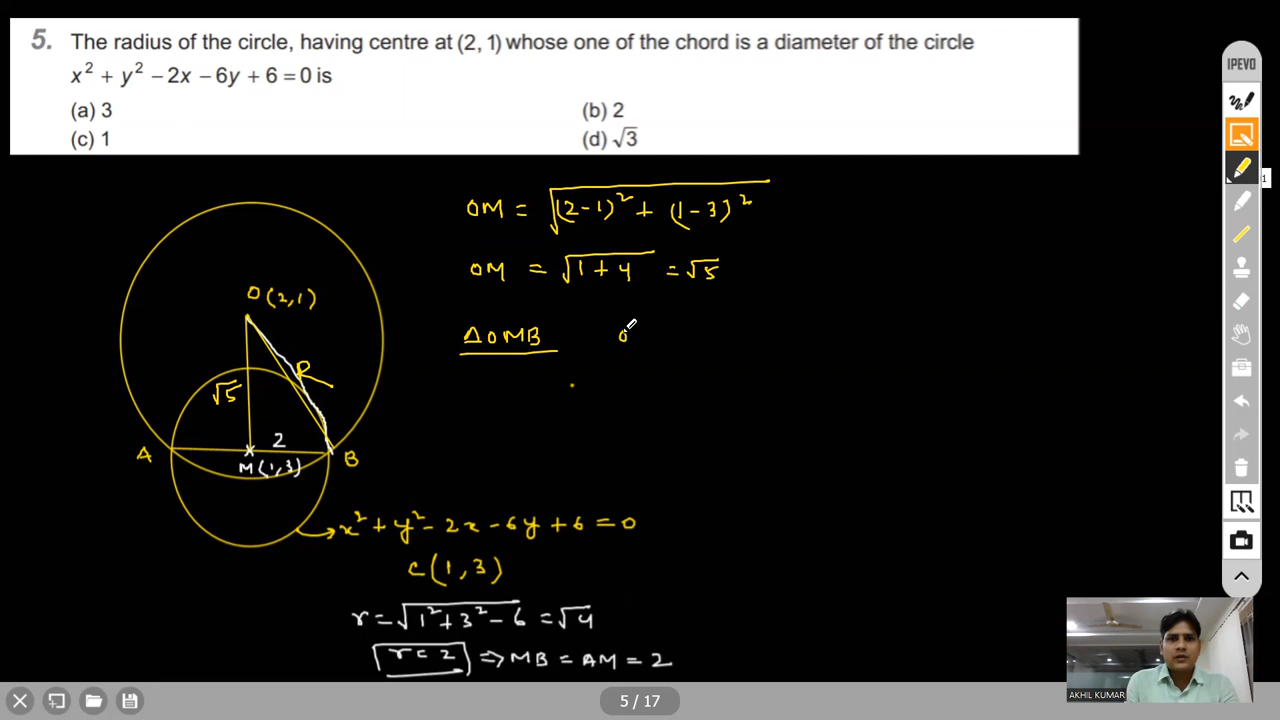 5. The radius of the circle, having centre at (2, 1) whose one of the chord is a diameter of the circle
x² + y² − 2x − 6y + 6 = 0 is
(a) 3
(b) 2
(c) 1
(d) √3
OM = √(2-1)² + (1-3)²
OM = √1+4 = √5
ΔOMB 0
O(2,1)
R
√5
2
A
M(1,3)
B
x² + y² - 2x - 6y + 6 = 0
C(1,3)
r = √1² + 3² - 6 = √4
r = 2 ⇒ MB = AM = 2
IPEVO
1
AKHIL KUMAR
5 / 17